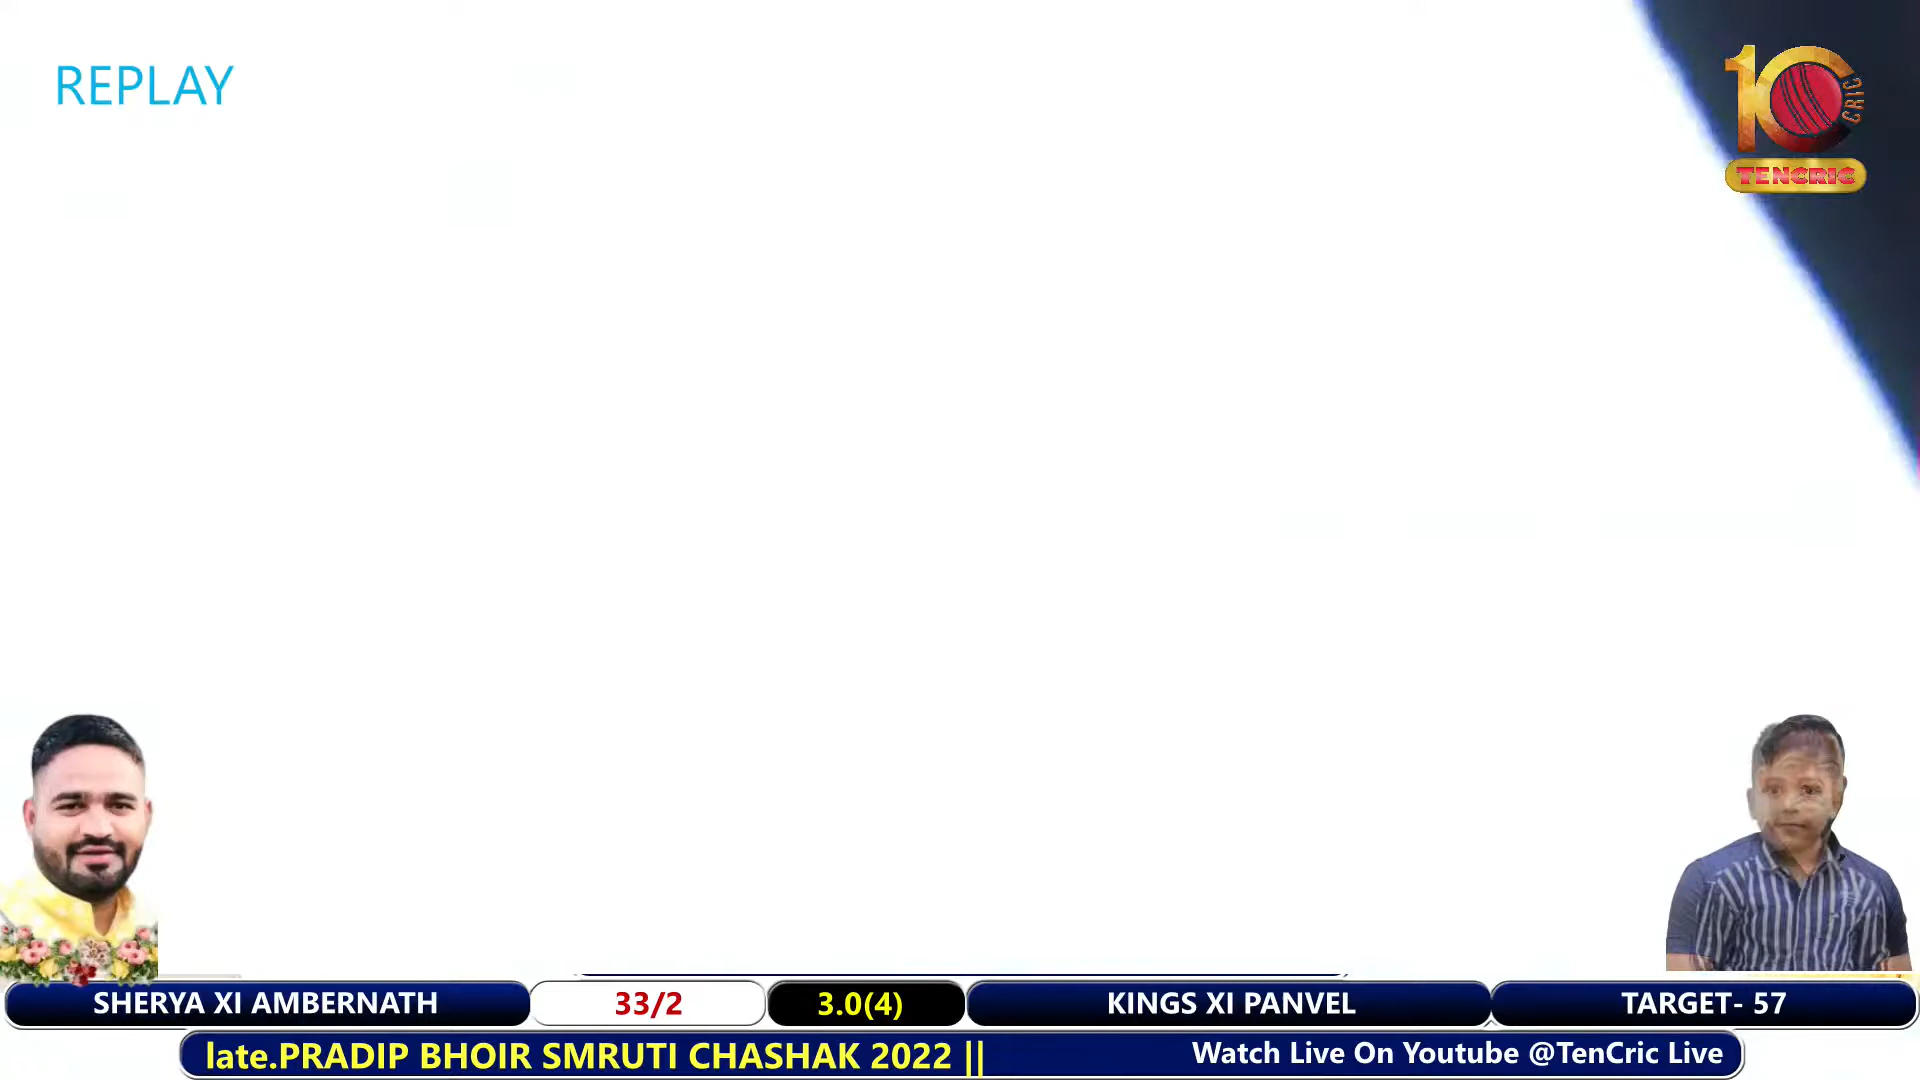 REPLAY
10
CRIC
TENCRIC
SHERYA XI AMBERNATH 33/2 3.0(4) KINGS XI PANVEL TARGET- 57
late.PRADIP BHOIR SMRUTI CHASHAK 2022 || Watch Live On Youtube @TenCric Live